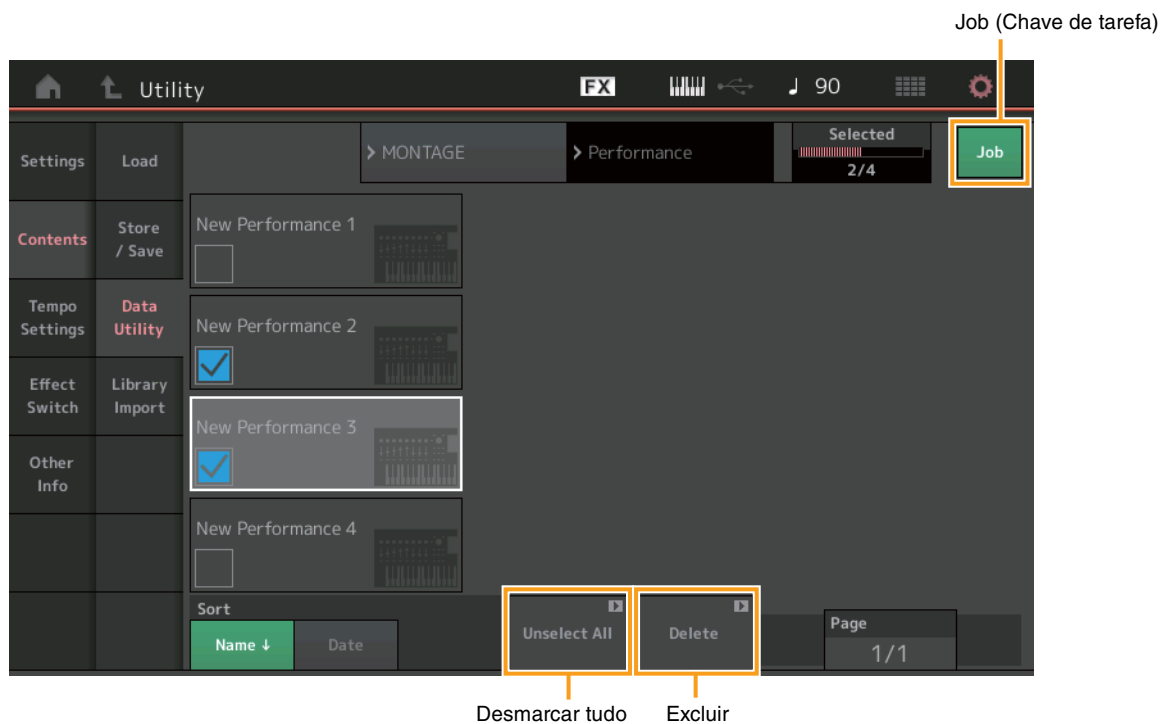 Job (Chave de tarefa)
Utility
FX
90
Settings
Load
> MONTAGE
> Performance
Selected
2/4
Job
Contents
Store
/ Save
New Performance 1
Tempo
Settings
Data
Utility
New Performance 2
Effect
Switch
Library
Import
New Performance 3
Other
Info
New Performance 4
Sort
Name ↓
Date
Unselect All
Delete
Page
1/1
Desmarcar tudo
Excluir